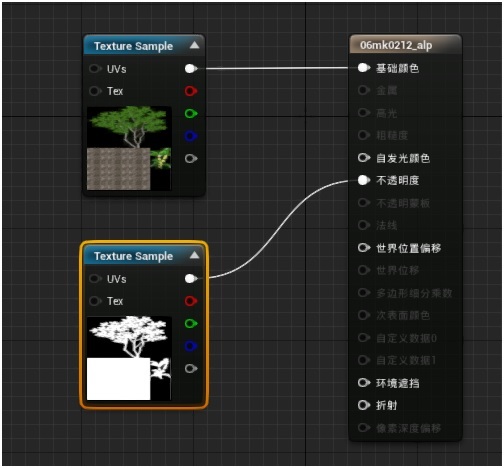 Texture Sample
UVs
Tex
Texture Sample
UVs
Tex
06mk0212_alp
基础颜色
金属
高光
粗糙度
自发光颜色
不透明度
不透明蒙板
法线
世界位置偏移
世界位移
多边形细分乘数
次表面颜色
自定义数据0
自定义数据1
环境遮挡
折射
像素深度偏移